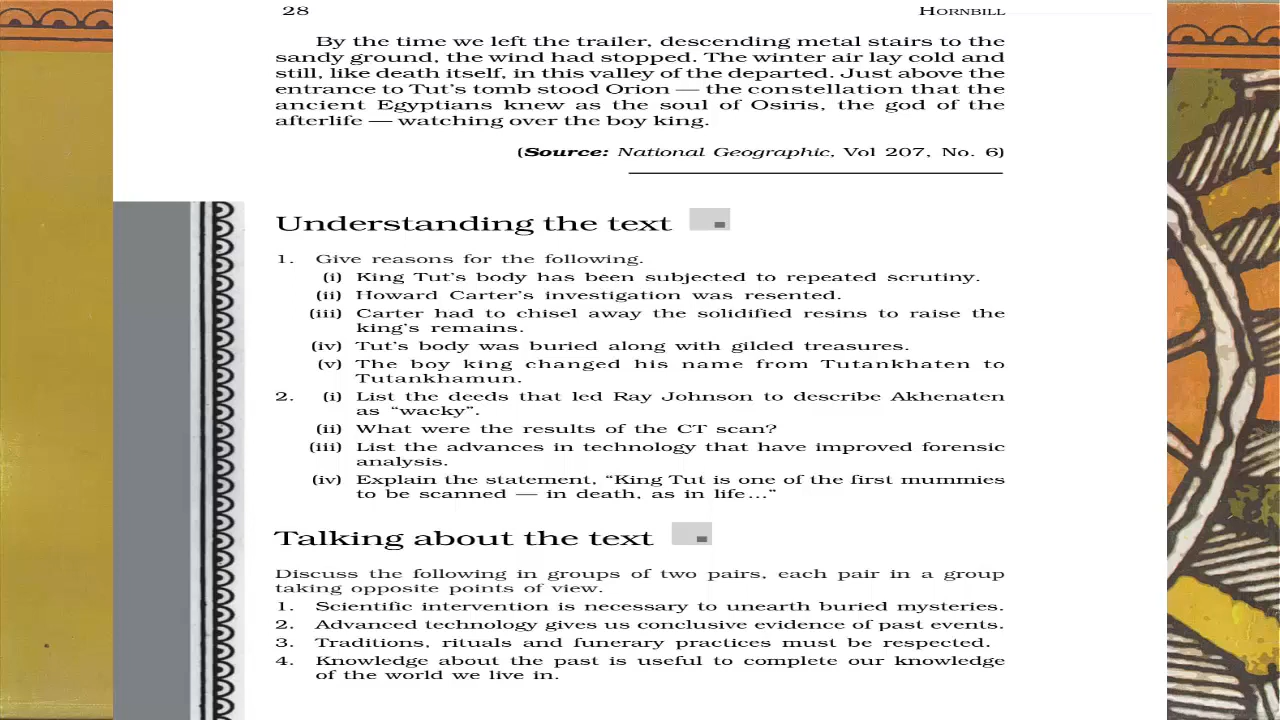 28 HORNBILL
By the time we left the trailer, descending metal stairs to the
sandy ground, the wind had stopped. The winter air lay cold and
still, like death itself, in this valley of the departed. Just above the
entrance to Tut's tomb stood Orion — the constellation that the
ancient Egyptians knew as the soul of Osiris, the god of the
afterlife — watching over the boy king.
(Source: National Geographic, Vol 207, No. 6)
Understanding the text
1. Give reasons for the following.
(i) King Tut's body has been subjected to repeated scrutiny.
(ii) Howard Carter's investigation was resented.
(iii) Carter had to chisel away the solidified resins to raise the
king's remains.
(iv) Tut's body was buried along with gilded treasures.
(v) The boy king changed his name from Tutankhaten to
Tutankhamun.
2. (i) List the deeds that led Ray Johnson to describe Akhenaten
as “wacky”.
(ii) What were the results of the CT scan?
(iii) List the advances in technology that have improved forensic
analysis.
(iv) Explain the statement, “King Tut is one of the first mummies
to be scanned — in death, as in life...”
Talking about the text
Discuss the following in groups of two pairs, each pair in a group
taking opposite points of view.
1. Scientific intervention is necessary to unearth buried mysteries.
2. Advanced technology gives us conclusive evidence of past events.
3. Traditions, rituals and funerary practices must be respected.
4. Knowledge about the past is useful to complete our knowledge
of the world we live in.